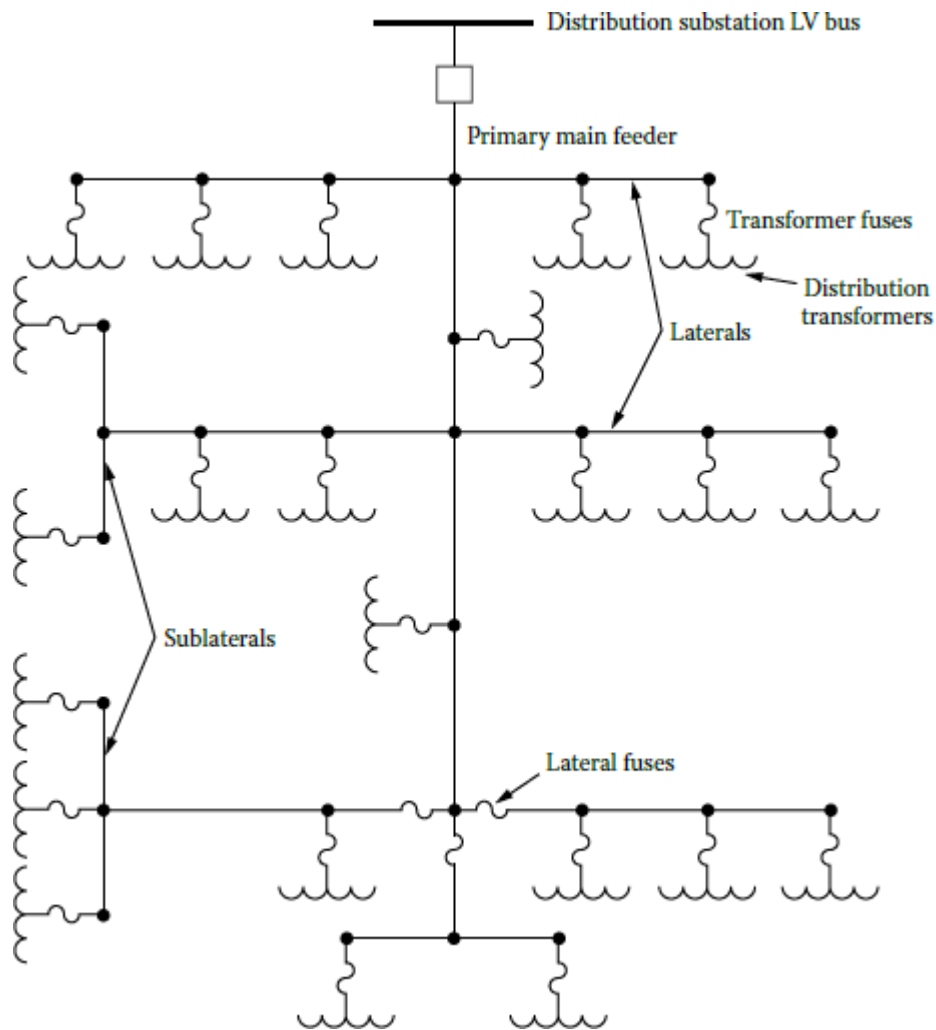 Distribution substation LV bus
Primary main feeder
Transformer fuses
Distribution
transformers
Laterals
Sublaterals
Lateral fuses